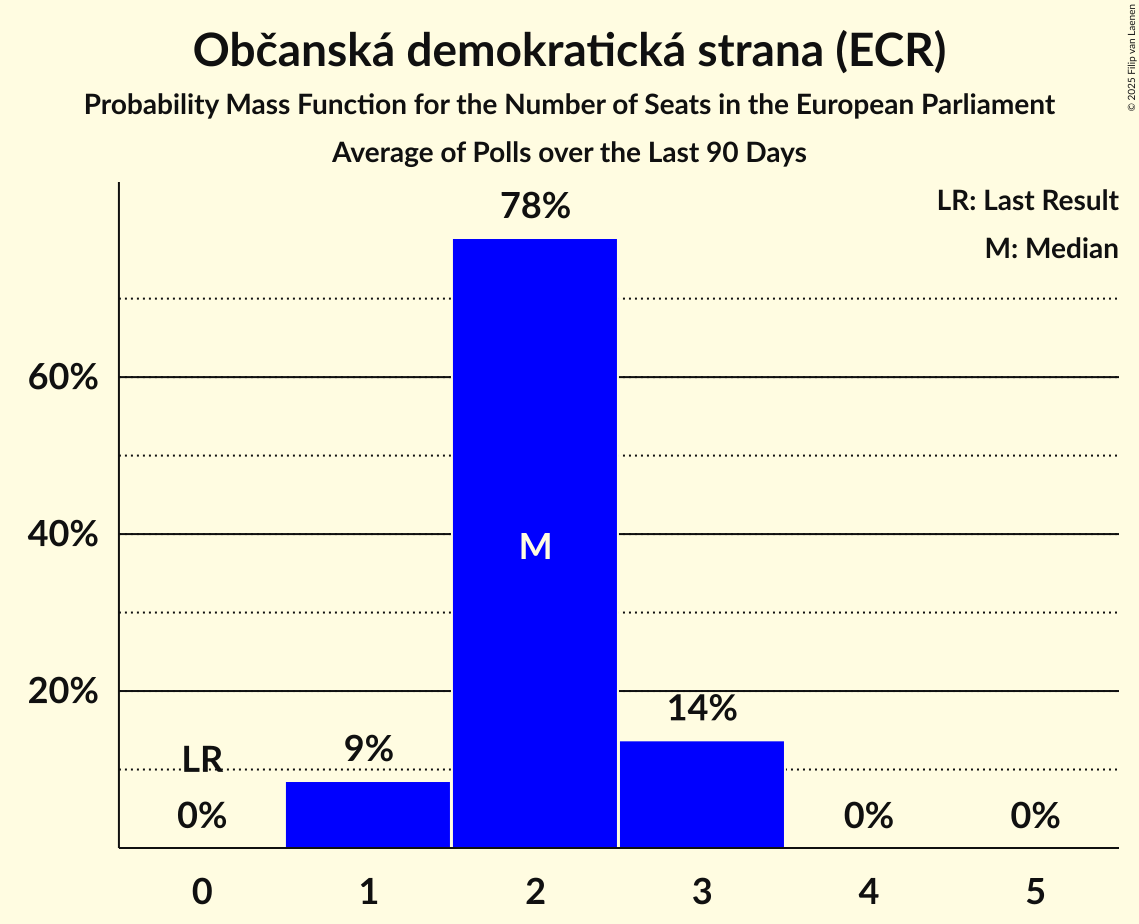 Občanská demokratická strana (ECR)
Probability Mass Function for the Number of Seats in the European Parliament
Average of Polls over the Last 90 Days
© 2025 Filip van Laenen
LR: Last Result
M: Median
78%
60%
40%
M
20%
14%
9%
LR
0%
0%
0%
0 1 2 3 4 5